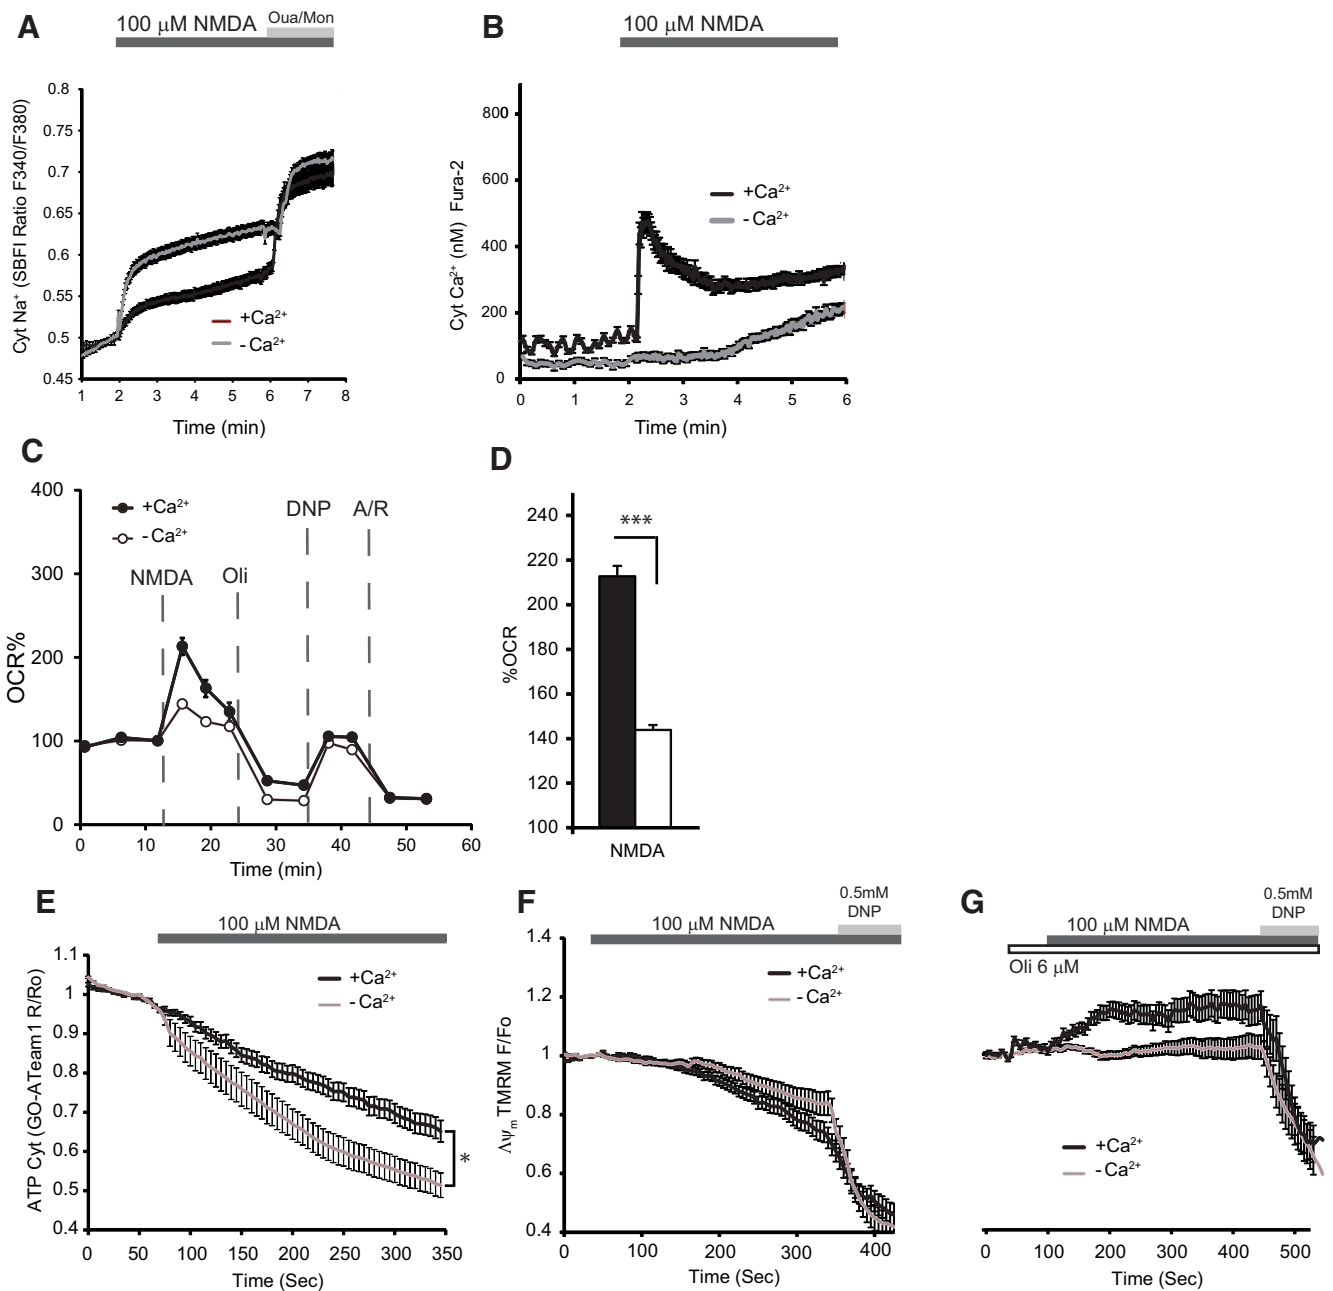 A
100 μM NMDA
Oua/Mon
Cyt Na⁺ (SBFI Ratio F340/F380)
0.8
0.75
0.7
0.65
0.6
0.55
0.5
0.45
+Ca²⁺
-Ca²⁺
1 2 3 4 5 6 7 8
Time (min)
B
100 μM NMDA
Cyt Ca²⁺ (nM) Fura-2
800
600
400
200
0
+Ca²⁺
-Ca²⁺
0 1 2 3 4 5 6
Time (min)
C
OCR%
400
300
200
100
0
+Ca²⁺
-Ca²⁺
NMDA
Oli
DNP
A/R
0 10 20 30 40 50 60
Time (min)
D
%OCR
240
220
200
180
160
140
120
100
***
NMDA
E
100 μM NMDA
ATP Cyt (GO-ATeam1 R/Ro)
1.1
1
0.9
0.8
0.7
0.6
0.5
0.4
+Ca²⁺
-Ca²⁺
*
0 50 100 150 200 250 300 350
Time (Sec)
F
100 μM NMDA
0.5mM
DNP
Δψm TMRM F/Fo
1.4
1.2
1
0.8
0.6
0.4
+Ca²⁺
-Ca²⁺
0 100 200 300 400
Time (Sec)
G
100 μM NMDA
0.5mM
DNP
Oli 6 μM
+Ca²⁺
-Ca²⁺
0 100 200 300 400 500
Time (Sec)